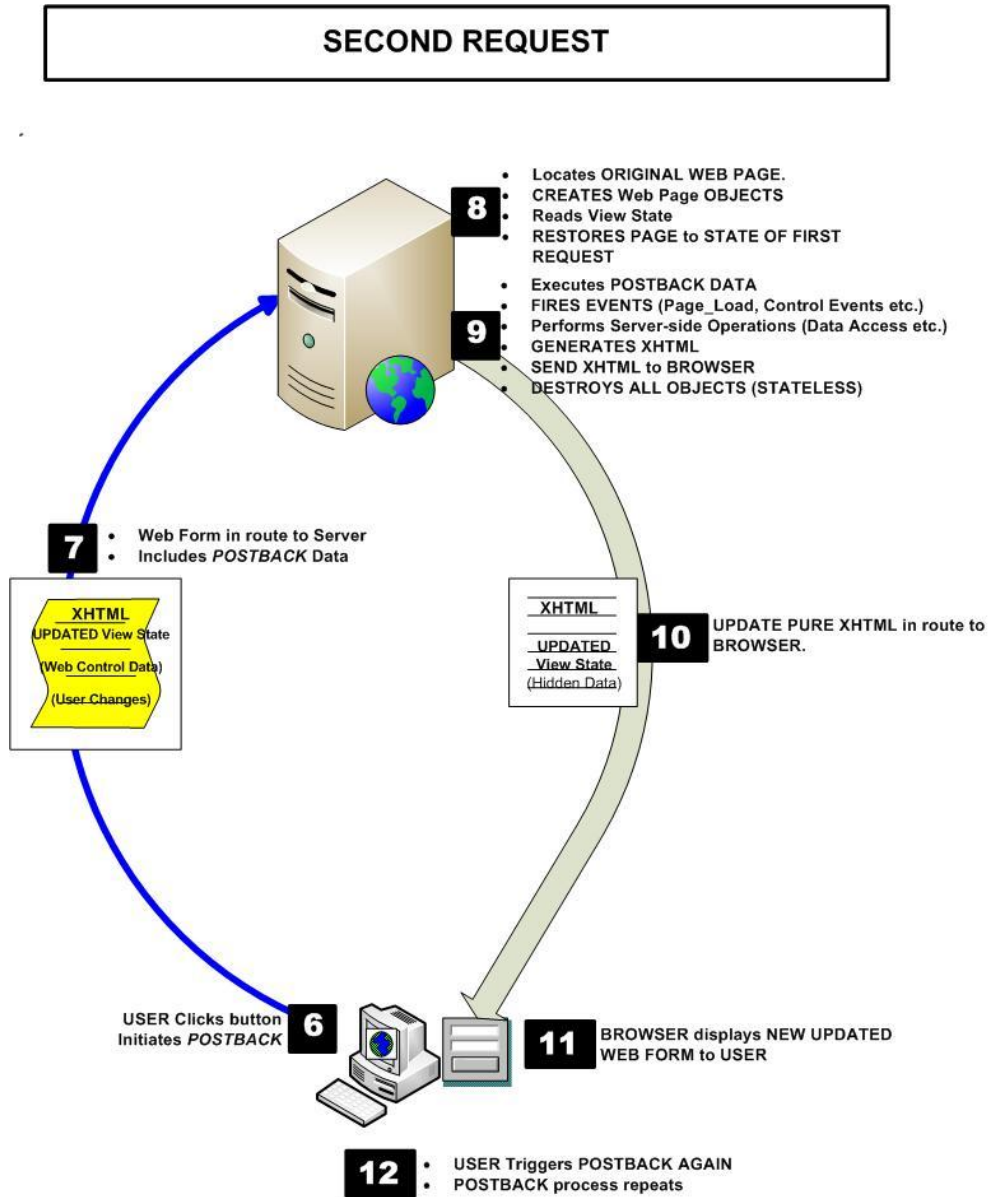 SECOND REQUEST
8
• Locates ORIGINAL WEB PAGE.
• CREATES Web Page OBJECTS
• Reads View State
• RESTORES PAGE to STATE OF FIRST
REQUEST
9
• Executes POSTBACK DATA
• FIRES EVENTS (Page_Load, Control Events etc.)
• Performs Server-side Operations (Data Access etc.)
• GENERATES XHTML
• SEND XHTML to BROWSER
• DESTROYS ALL OBJECTS (STATELESS)
7
• Web Form in route to Server
• Includes POSTBACK Data
XHTML
UPDATED View State
(Web Control Data)
(User Changes)
XHTML
UPDATED
View State
(Hidden Data)
10
UPDATE PURE XHTML in route to
BROWSER.
USER Clicks button
Initiates POSTBACK
6
11
BROWSER displays NEW UPDATED
WEB FORM to USER
12
• USER Triggers POSTBACK AGAIN
• POSTBACK process repeats